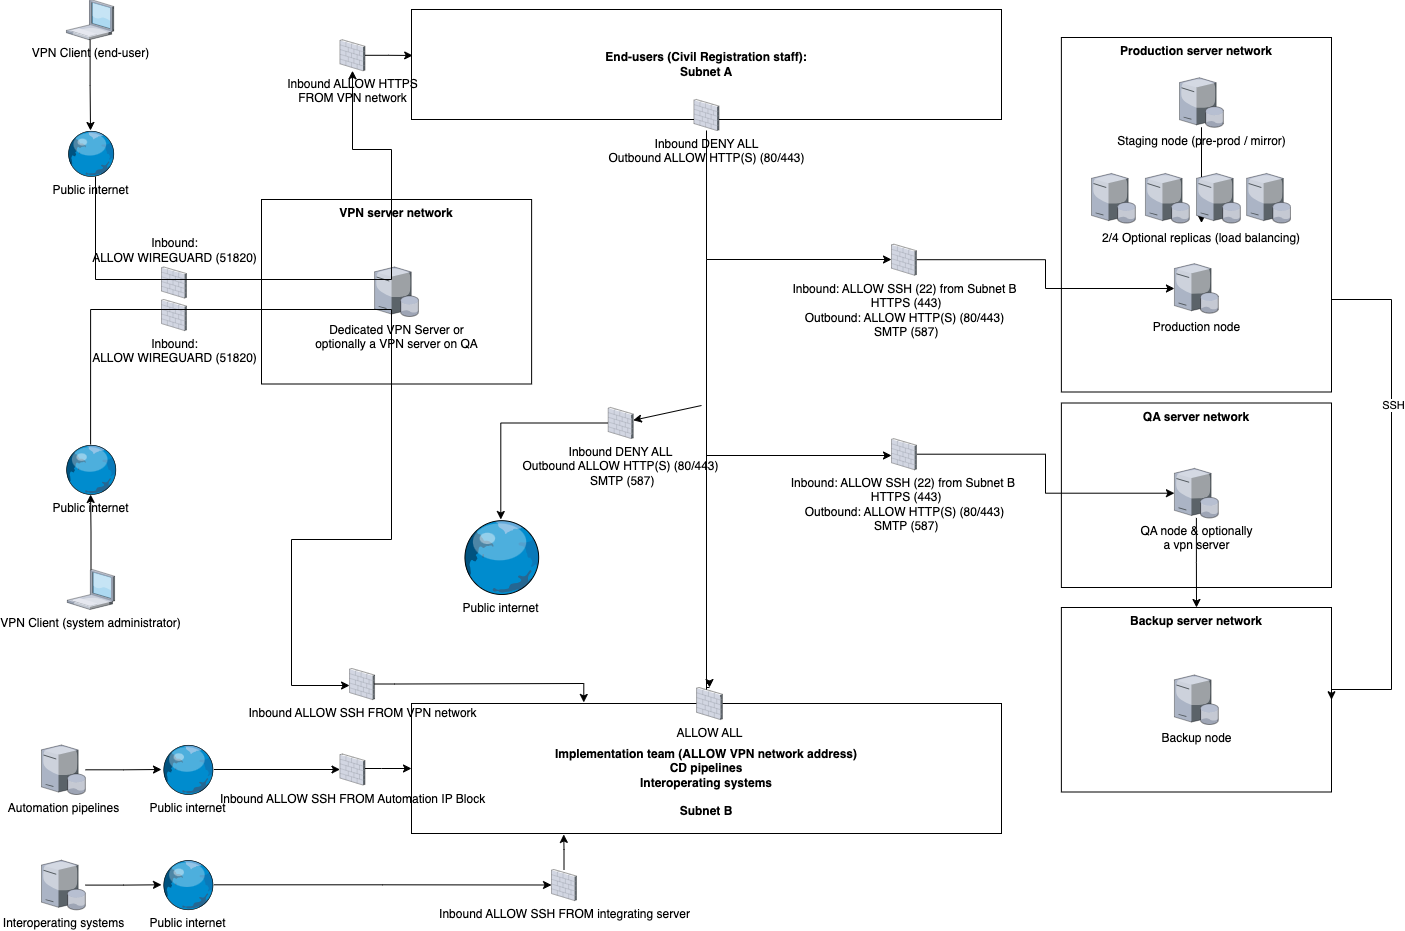 VPN Client (end-user)
Public internet
Inbound:
ALLOW WIREGUARD (51820)
Inbound:
ALLOW WIREGUARD (51820)
Public internet
VPN Client (system administrator)
Inbound ALLOW HTTPS
FROM VPN network
End-users (Civil Registration staff):
Subnet A
Inbound DENY ALL
Outbound ALLOW HTTP(S) (80/443)
VPN server network
Dedicated VPN Server or
optionally a VPN server on QA
Production server network
Staging node (pre-prod / mirror)
2/4 Optional replicas (load balancing)
Production node
Inbound: ALLOW SSH (22) from Subnet B
HTTPS (443)
Outbound: ALLOW HTTP(S) (80/443)
SMTP (587)
SSH
Inbound DENY ALL
Outbound ALLOW HTTP(S) (80/443)
SMTP (587)
Public internet
Inbound: ALLOW SSH (22) from Subnet B
HTTPS (443)
Outbound: ALLOW HTTP(S) (80/443)
SMTP (587)
QA server network
QA node & optionally
a vpn server
Backup server network
Backup node
Inbound ALLOW SSH FROM VPN network
ALLOW ALL
Implementation team (ALLOW VPN network address)
CD pipelines
Interoperating systems
Subnet B
Automation pipelines
Public internet
Inbound ALLOW SSH FROM Automation IP Block
Interoperating systems
Public internet
Inbound ALLOW SSH FROM integrating server